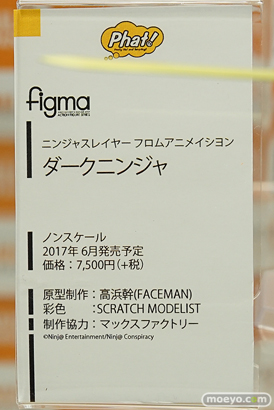 Phat!
figma
ニンジャスレイヤー フロムアニメイシヨン
ダークニンジャ
ノンスケール
2017年 6月発売予定
価格：7,500円（+税）
原型制作：高浜幹(FACEMAN)
彩色　：SCRATCH MODELIST
制作協力：マックスファクトリー
©Ninj@ Entertainment/Ninj@ Conspiracy
moeyo.com